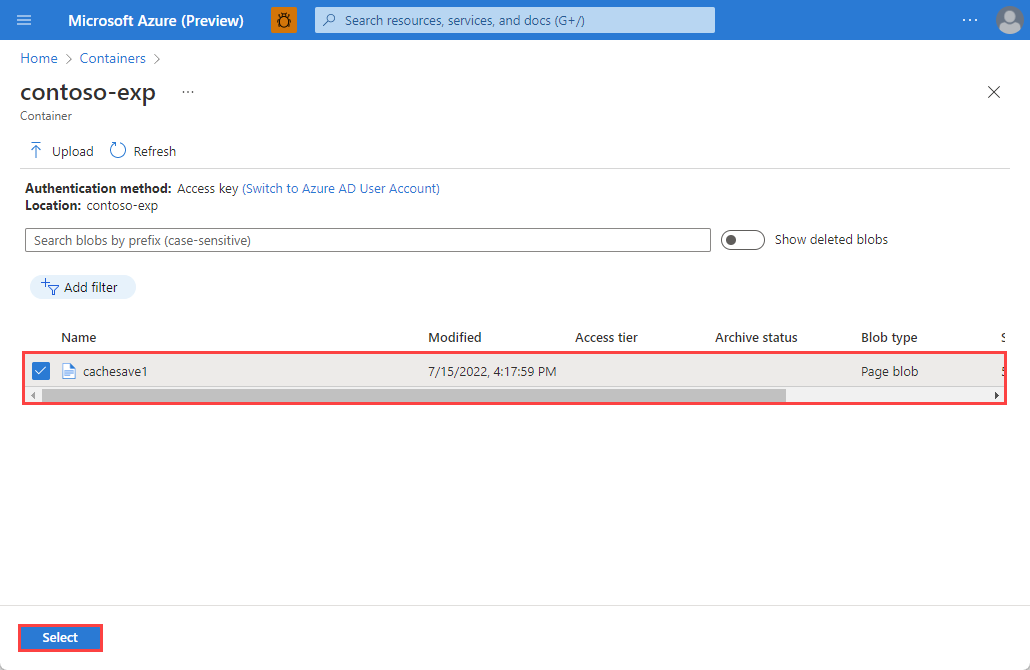 Microsoft Azure (Preview)
Search resources, services, and docs (G+/)
Home > Containers >
contoso-exp ...
Container
Upload Refresh
Authentication method: Access key (Switch to Azure AD User Account)
Location: contoso-exp
Search blobs by prefix (case-sensitive)
Show deleted blobs
Add filter
Name Modified Access tier Archive status Blob type
cachesave1 7/15/2022, 4:17:59 PM Page blob
Select